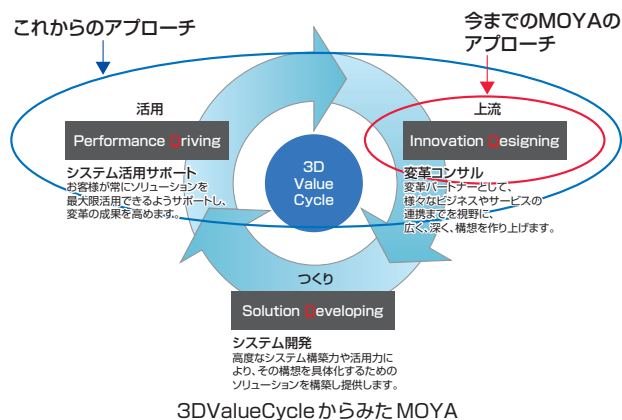 これからのアプローチ
今までのMOYAの
アプローチ
活用
Performance Driving
システム活用サポート
お客様が常にソリューションを
最大限活用できるようサポートし、
変革の成果を高めます。
3D
Value
Cycle
上流
Innovation Designing
変革コンサル
変革パートナーとして、
様々なビジネスやサービスの
連携までを視野に、
広く、深く、構想を作り上げます。
つくり
Solution Developing
システム開発
高度なシステム構築力や活用力に
より、その構想を具体化するための
ソリューションを構築し提供します。
3DValueCycleからみたMOYA